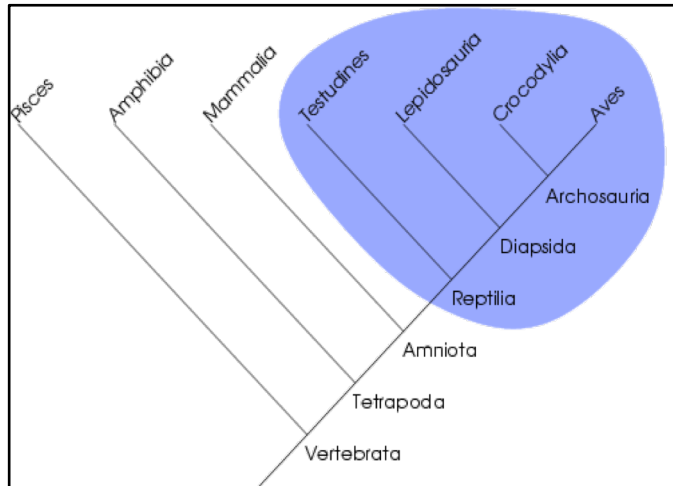 Pisces
Amphibia
Mammalia
Testudines
Lepidosauria
Crocodylia
Aves
Archosauria
Diapsida
Reptilia
Amniota
Tetrapoda
Vertebrata